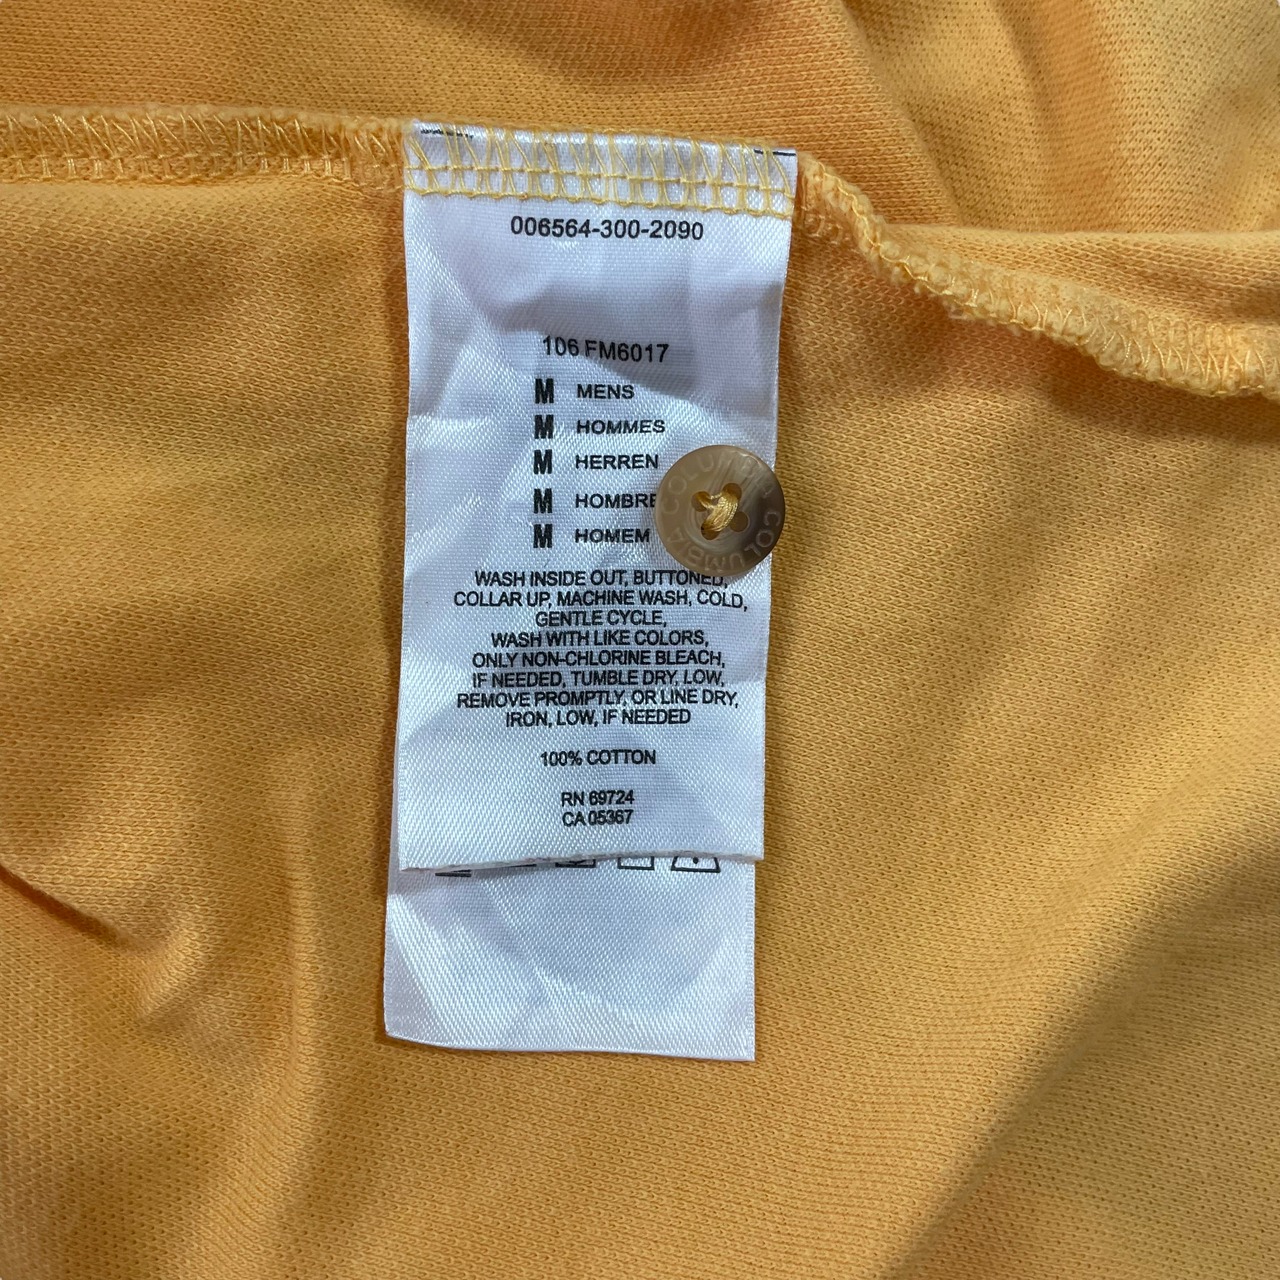 006564-300-2090
106 FM6017
M MENS
M HOMMES
M HERREN
M HOMBRE
M HOMEM
COLUMBIA COLUMBIA
WASH INSIDE OUT, BUTTONED,
COLLAR UP, MACHINE WASH, COLD,
GENTLE CYCLE,
WASH WITH LIKE COLORS,
ONLY NON-CHLORINE BLEACH,
IF NEEDED, TUMBLE DRY, LOW,
REMOVE PROMPTLY, OR LINE DRY,
IRON, LOW, IF NEEDED
100% COTTON
RN 69724
CA 05367